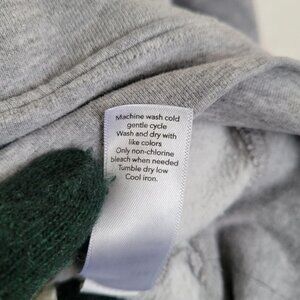 Machine wash cold
gentle cycle
Wash and dry with
like colors
Only non-chlorine
bleach when needed
Tumble dry low
Cool iron.